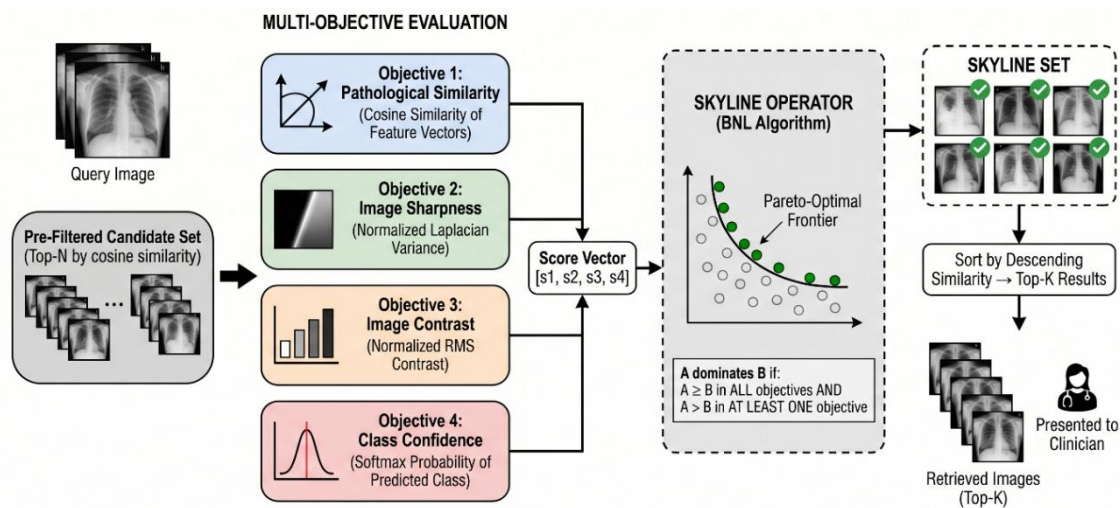 MULTI-OBJECTIVE EVALUATION
Query Image
Pre-Filtered Candidate Set
(Top-N by cosine similarity)
...
Objective 1:
Pathological Similarity
(Cosine Similarity of
Feature Vectors)
Objective 2:
Image Sharpness
(Normalized Laplacian
Variance)
Objective 3:
Image Contrast
(Normalized RMS
Contrast)
Objective 4:
Class Confidence
(Softmax Probability of
Predicted Class)
Score Vector
[s1, s2, s3, s4]
SKYLINE OPERATOR
(BNL Algorithm)
Pareto-Optimal
Frontier
A dominates B if:
A ≥ B in ALL objectives AND
A > B in AT LEAST ONE objective
SKYLINE SET
Sort by Descending
Similarity → Top-K Results
Presented to
Clinician
Retrieved Images
(Top-K)